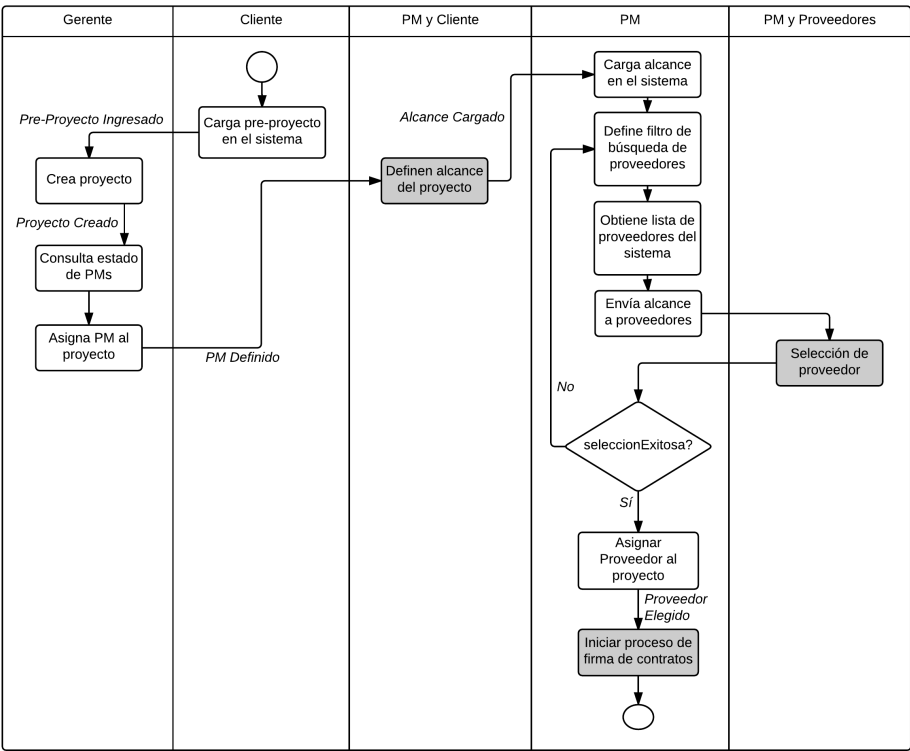 Gerente
Cliente
PM y Cliente
PM
PM y Proveedores
Carga pre-proyecto
en el sistema
Pre-Proyecto Ingresado
Crea proyecto
Proyecto Creado
Consulta estado
de PMs
Asigna PM al
proyecto
PM Definido
Definen alcance
del proyecto
Alcance Cargado
Carga alcance
en el sistema
Define filtro de
búsqueda de
proveedores
Obtiene lista de
proveedores del
sistema
Envía alcance
a proveedores
Selección de
proveedor
seleccionExitosa?
No
Sí
Asignar
Proveedor al
proyecto
Proveedor
Elegido
Iniciar proceso de
firma de contratos